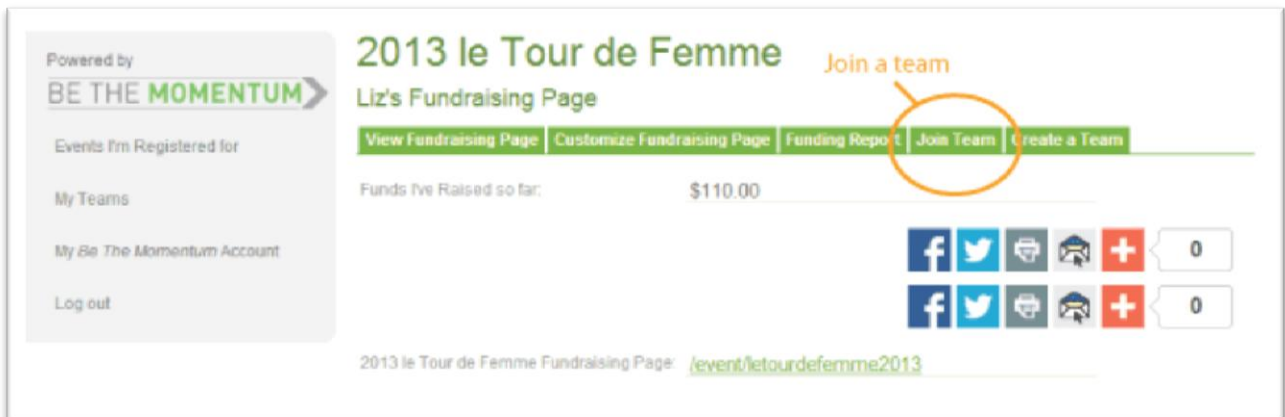 Powered by
BE THE MOMENTUM
Events I'm Registered for
My Teams
My Be The Momentum Account
Log out
2013 le Tour de Femme
Join a team
Liz's Fundraising Page
View Fundraising Page Customize Fundraising Page Funding Report Join Team Create a Team
Funds I've Raised so far: $110.00
0
0
2013 le Tour de Femme Fundraising Page: /event/letourdefemme2013